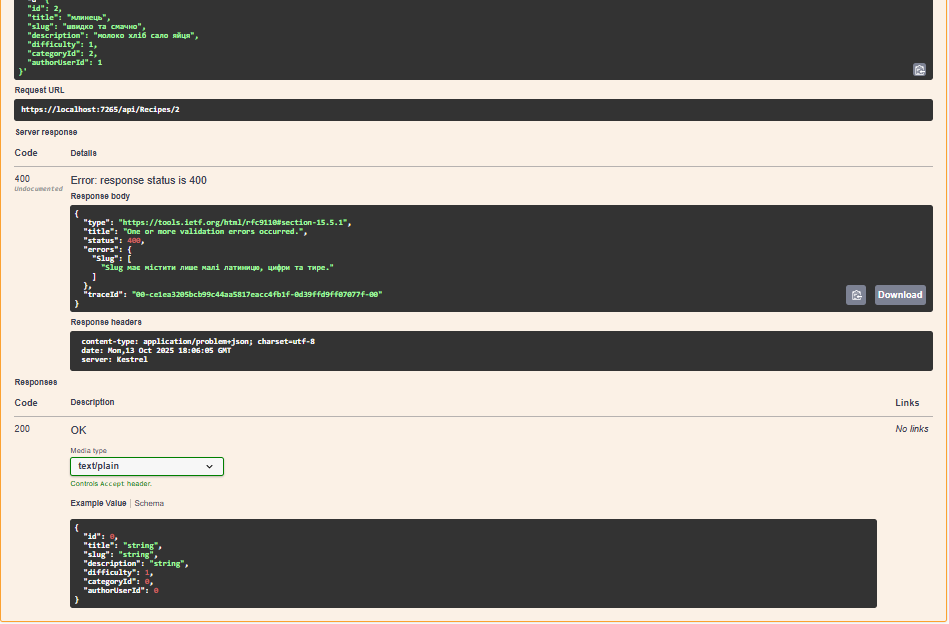 "id": 2,
"title": "млинець",
"slug": "швидко та смачно",
"description": "молоко хліб сало яйця",
"difficulty": 1,
"categoryId": 2,
"authorUserId": 1
}'
Request URL
https://localhost:7265/api/Recipes/2
Server response
Code Details
400 Error: response status is 400
Undocumented
Response body
{
"type": "https://tools.ietf.org/html/rfc9110#section-15.5.1",
"title": "One or more validation errors occurred.",
"status": 400,
"errors": {
"Slug": [
"Slug має містити лише малі латиницю, цифри та тире."
]
},
"traceId": "00-ce1ea3205bcb99c44aa5817eacc4fb1f-0d39ffd9ff07077f-00"
}
Download
Response headers
content-type: application/problem+json; charset=utf-8
date: Mon,13 Oct 2025 18:06:05 GMT
server: Kestrel
Responses
Code Description Links
200 OK No links
Media type
text/plain
Controls Accept header.
Example Value | Schema
{
"id": 0,
"title": "string",
"slug": "string",
"description": "string",
"difficulty": 1,
"categoryId": 0,
"authorUserId": 0
}